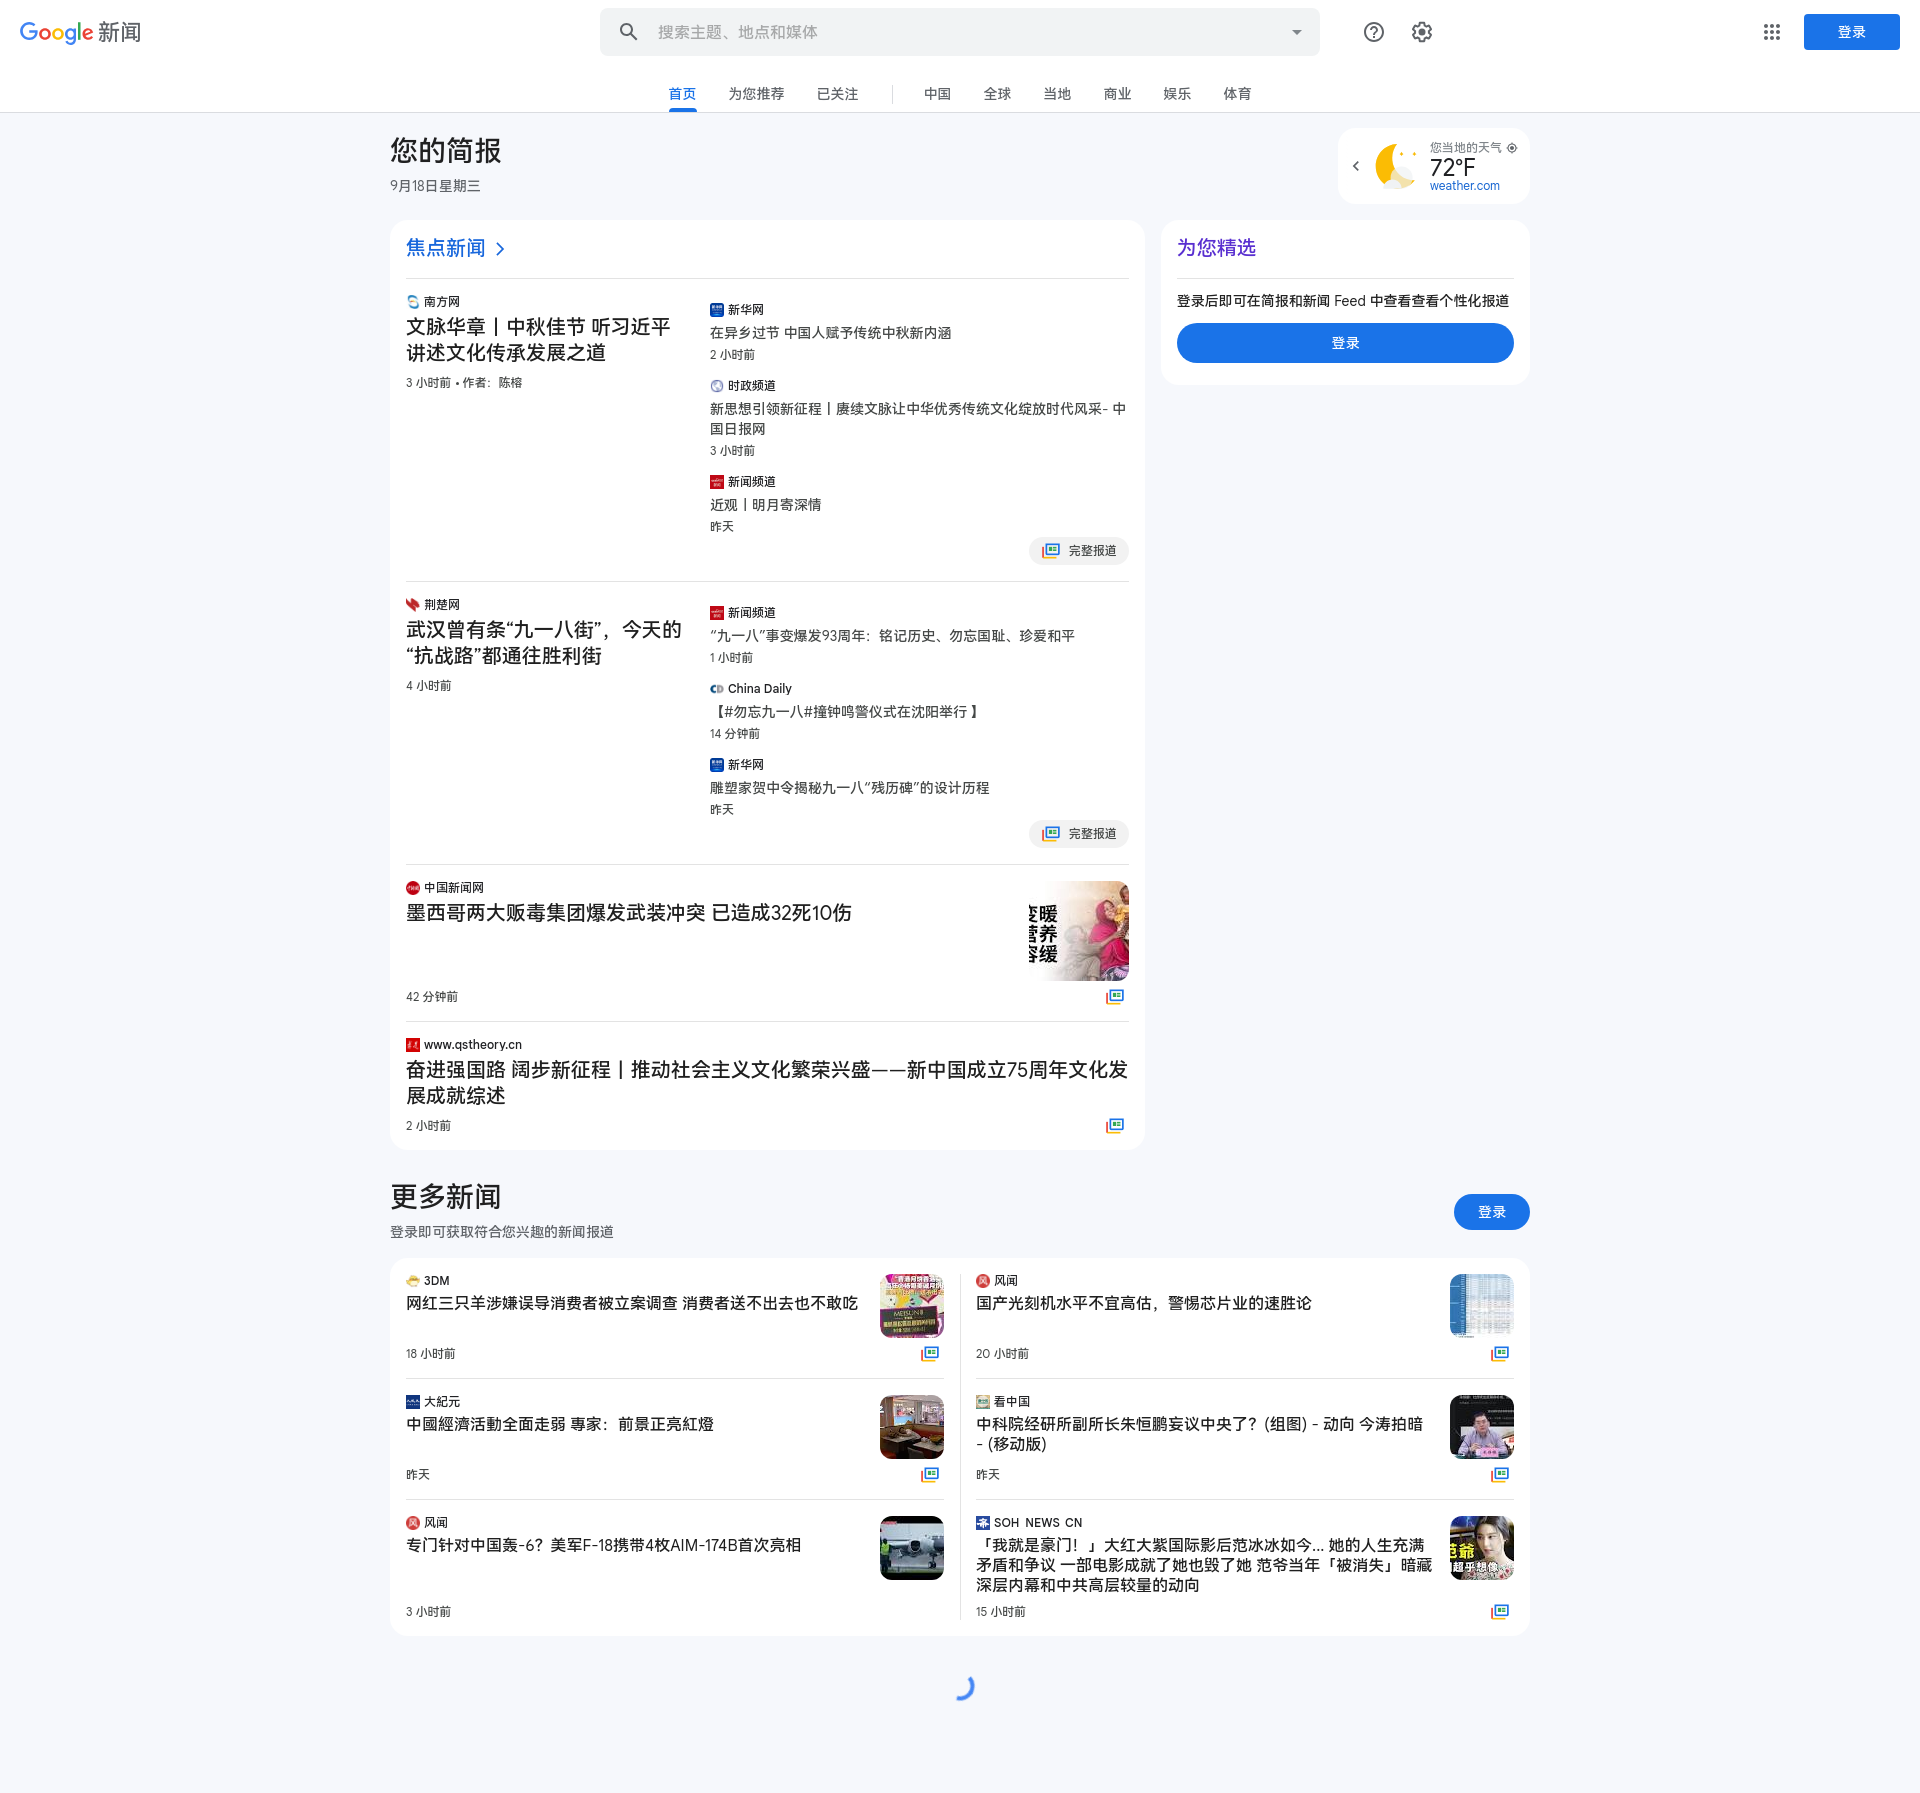 Google 新闻
搜索主题、地点和媒体
登录
首页
为您推荐
已关注
中国
全球
当地
商业
娱乐
体育
您的简报
9月18日星期三
您当地的天气
72°F
weather.com
焦点新闻
南方网
文脉华章丨中秋佳节 听习近平
讲述文化传承发展之道
3 小时前 • 作者：陈榕
新华网
在异乡过节 中国人赋予传统中秋新内涵
2 小时前
时政频道
新思想引领新征程丨赓续文脉让中华优秀传统文化绽放时代风采- 中
国日报网
3 小时前
新闻频道
近观丨明月寄深情
昨天
完整报道
荆楚网
武汉曾有条“九一八街”，今天的
“抗战路”都通往胜利街
4 小时前
新闻频道
“九一八”事变爆发93周年：铭记历史、勿忘国耻、珍爱和平
1 小时前
China Daily
【#勿忘九一八#撞钟鸣警仪式在沈阳举行 】
14 分钟前
新华网
雕塑家贺中令揭秘九一八“残历碑”的设计历程
昨天
完整报道
中国新闻网
墨西哥两大贩毒集团爆发武装冲突 已造成32死10伤
暖
养
缓
42 分钟前
www.qstheory.cn
奋进强国路 阔步新征程丨推动社会主义文化繁荣兴盛——新中国成立75周年文化发
展成就综述
2 小时前
为您精选
登录后即可在简报和新闻 Feed 中查看查看个性化报道
登录
更多新闻
登录即可获取符合您兴趣的新闻报道
登录
3DM
网红三只羊涉嫌误导消费者被立案调查 消费者送不出去也不敢吃
18 小时前
风闻
国产光刻机水平不宜高估，警惕芯片业的速胜论
20 小时前
大紀元
中國經濟活動全面走弱 專家：前景正亮紅燈
昨天
看中国
中科院经研所副所长朱恒鹏妄议中央了？(组图) - 动向 今涛拍暗
- (移动版)
昨天
风闻
专门针对中国轰-6？美军F-18携带4枚AIM-174B首次亮相
3 小时前
SOH NEWS CN
「我就是豪门！」大红大紫国际影后范冰冰如今... 她的人生充满
矛盾和争议 一部电影成就了她也毁了她 范爷当年「被消失」暗藏
深层内幕和中共高层较量的动向
范爺
超乎想像
15 小时前